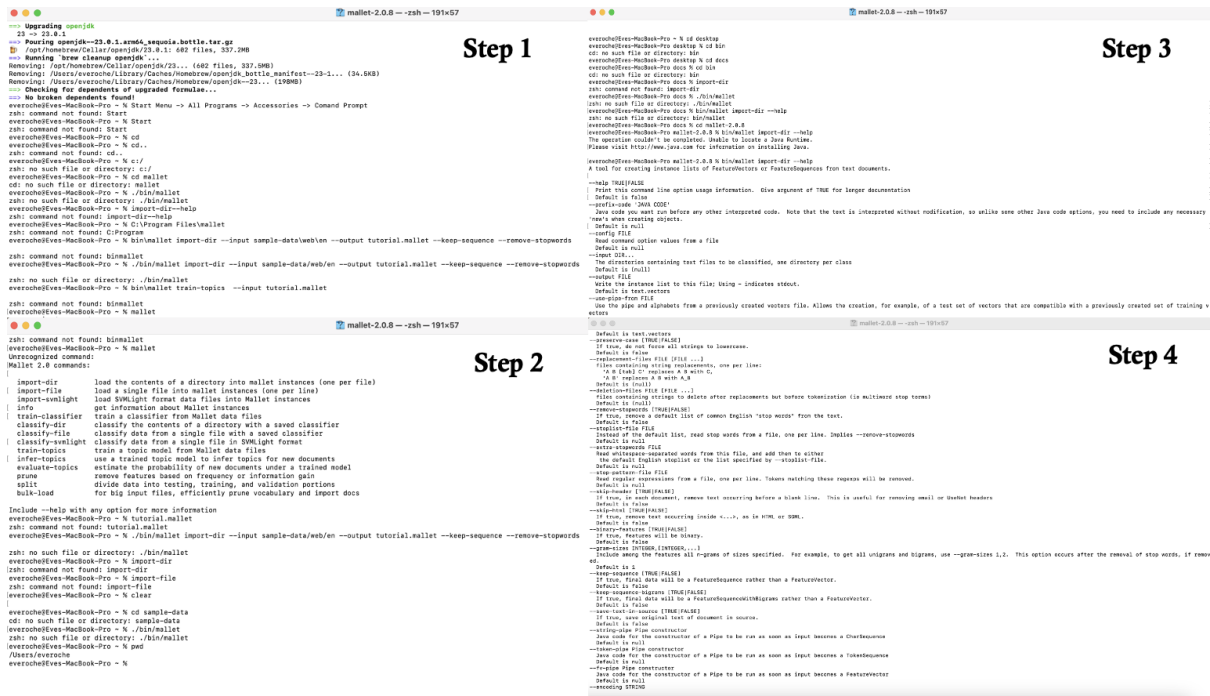 mallet-2.0.8 — -zsh — 191×57
Step 1
==> Upgrading openjdk
23 -> 23.0.1
==> Pouring openjdk--23.0.1.arm64_sequoia.bottle.tar.gz
🍺 /opt/homebrew/Cellar/openjdk/23.0.1: 602 files, 337.2MB
==> Running `brew cleanup openjdk`...
Removing: /opt/homebrew/Cellar/openjdk/23... (602 files, 337.5MB)
Removing: /Users/everoche/Library/Caches/Homebrew/openjdk_bottle_manifest--23-1... (34.5KB)
Removing: /Users/everoche/Library/Caches/Homebrew/openjdk--23... (198MB)
==> Checking for dependents of upgraded formulae...
==> No broken dependents found!
everoche@Eves-MacBook-Pro ~ % Start Menu -> All Programs -> Accessories -> Comand Prompt
zsh: command not found: Start
everoche@Eves-MacBook-Pro ~ % Start
zsh: command not found: Start
everoche@Eves-MacBook-Pro ~ % cd
everoche@Eves-MacBook-Pro ~ % cd..
zsh: command not found: cd..
everoche@Eves-MacBook-Pro ~ % c:/
zsh: no such file or directory: c:/
everoche@Eves-MacBook-Pro ~ % cd mallet
cd: no such file or directory: mallet
everoche@Eves-MacBook-Pro ~ % ./bin/mallet
zsh: no such file or directory: ./bin/mallet
everoche@Eves-MacBook-Pro ~ % import-dir--help
zsh: command not found: import-dir--help
everoche@Eves-MacBook-Pro ~ % C:\Program Files\mallet
zsh: command not found: C:Program
everoche@Eves-MacBook-Pro ~ % bin\mallet import-dir --input sample-data\web\en --output tutorial.mallet --keep-sequence --remove-stopwords
zsh: command not found: binmallet
everoche@Eves-MacBook-Pro ~ % ./bin/mallet import-dir --input sample-data/web/en --output tutorial.mallet --keep-sequence --remove-stopwords
zsh: no such file or directory: ./bin/mallet
everoche@Eves-MacBook-Pro ~ % bin\mallet train-topics  --input tutorial.mallet
zsh: command not found: binmallet
everoche@Eves-MacBook-Pro ~ % mallet
mallet-2.0.8 — -zsh — 191×57
Step 2
zsh: command not found: binmallet
everoche@Eves-MacBook-Pro ~ % mallet
Unrecognized command:
Mallet 2.0 commands:
import-dir load the contents of a directory into mallet instances (one per file)
import-file load a single file into mallet instances (one per line)
import-svmlight load SVMLight format data files into Mallet instances
info get information about Mallet instances
train-classifier train a classifier from Mallet data files
classify-dir classify the contents of a directory with a saved classifier
classify-file classify data from a single file with a saved classifier
classify-svmlight classify data from a single file in SVMLight format
train-topics train a topic model from Mallet data files
infer-topics use a trained topic model to infer topics for new documents
evaluate-topics estimate the probability of new documents under a trained model
prune remove features based on frequency or information gain
split divide data into testing, training, and validation portions
bulk-load for big input files, efficiently prune vocabulary and import docs
Include --help with any option for more information
everoche@Eves-MacBook-Pro ~ % tutorial.mallet
zsh: command not found: tutorial.mallet
everoche@Eves-MacBook-Pro ~ % ./bin/mallet import-dir --input sample-data/web/en --output tutorial.mallet --keep-sequence --remove-stopwords
zsh: no such file or directory: ./bin/mallet
everoche@Eves-MacBook-Pro ~ % import-dir
zsh: command not found: import-dir
everoche@Eves-MacBook-Pro ~ % import-file
zsh: command not found: import-file
everoche@Eves-MacBook-Pro ~ % clear
everoche@Eves-MacBook-Pro ~ % cd sample-data
cd: no such file or directory: sample-data
everoche@Eves-MacBook-Pro ~ % ./bin/mallet
zsh: no such file or directory: ./bin/mallet
everoche@Eves-MacBook-Pro ~ % pwd
/Users/everoche
everoche@Eves-MacBook-Pro ~ %
mallet-2.0.8 — -zsh — 191×57
Step 3
everoche@Eves-MacBook-Pro ~ % cd desktop
everoche@Eves-MacBook-Pro desktop % cd bin
cd: no such file or directory: bin
everoche@Eves-MacBook-Pro desktop % cd docs
everoche@Eves-MacBook-Pro docs % cd bin
cd: no such file or directory: bin
everoche@Eves-MacBook-Pro docs % import-dir
zsh: command not found: import-dir
everoche@Eves-MacBook-Pro docs % ./bin/mallet
zsh: no such file or directory: ./bin/mallet
everoche@Eves-MacBook-Pro docs % bin/mallet import-dir --help
zsh: no such file or directory: bin/mallet
everoche@Eves-MacBook-Pro docs % cd mallet-2.0.8
everoche@Eves-MacBook-Pro mallet-2.0.8 % bin/mallet import-dir --help
The operation couldn't be completed. Unable to locate a Java Runtime.
Please visit http://www.java.com for information on installing Java.
everoche@Eves-MacBook-Pro mallet-2.0.8 % bin/mallet import-dir --help
A tool for creating instance lists of FeatureVectors or FeatureSequences from text documents.
--help TRUE|FALSE
Print this command line option usage information.  Give argument of TRUE for longer documentation
Default is false
--prefix-code 'JAVA CODE'
Java code you want run before any other interpreted code.  Note that the text is interpreted without modification, so unlike some other Java code options, you need to include any necessary
'new's when creating objects.
Default is null
--config FILE
Read command option values from a file
Default is null
--input DIR...
The directories containing text files to be classified, one directory per class
Default is (null)
--output FILE
Write the instance list to this file; Using - indicates stdout.
Default is text.vectors
--use-pipe-from FILE
Use the pipe and alphabets from a previously created vectors file. Allows the creation, for example, of a test set of vectors that are compatible with a previously created set of training v
ectors
mallet-2.0.8 — -zsh — 191×57
Step 4
Default is text.vectors
--preserve-case [TRUE|FALSE]
If true, do not force all strings to lowercase.
Default is false
--replacement-files FILE [FILE ...]
files containing string replacements, one per line:
'A B [tab] C' replaces A B with C,
'A B' replaces A B with A_B
Default is (null)
--deletion-files FILE [FILE ...]
files containing strings to delete after replacements but before tokenization (ie multiword stop terms)
Default is (null)
--remove-stopwords [TRUE|FALSE]
If true, remove a default list of common English "stop words" from the text.
Default is false
--stoplist-file FILE
Instead of the default list, read stop words from a file, one per line. Implies --remove-stopwords
Default is null
--extra-stopwords FILE
Read whitespace-separated words from this file, and add them to either
the default English stoplist or the list specified by --stoplist-file.
Default is null
--stop-pattern-file FILE
Read regular expressions from a file, one per line. Tokens matching these regexps will be removed.
Default is null
--skip-header [TRUE|FALSE]
If true, in each document, remove text occurring before a blank line.  This is useful for removing email or UseNet headers
Default is false
--skip-html [TRUE|FALSE]
If true, remove text occurring inside <...>, as in HTML or SGML.
Default is false
--binary-features [TRUE|FALSE]
If true, features will be binary.
Default is false
--gram-sizes INTEGER,[INTEGER,...]
Include among the features all n-grams of sizes specified.  For example, to get all unigrams and bigrams, use --gram-sizes 1,2.  This option occurs after the removal of stop words, if remov
ed.
Default is 1
--keep-sequence [TRUE|FALSE]
If true, final data will be a FeatureSequence rather than a FeatureVector.
Default is false
--keep-sequence-bigrams [TRUE|FALSE]
If true, final data will be a FeatureSequenceWithBigrams rather than a FeatureVector.
Default is false
--save-text-in-source [TRUE|FALSE]
If true, save original text of document in source.
Default is false
--string-pipe Pipe constructor
Java code for the constructor of a Pipe to be run as soon as input becomes a CharSequence
Default is null
--token-pipe Pipe constructor
Java code for the constructor of a Pipe to be run as soon as input becomes a TokenSequence
Default is null
--fv-pipe Pipe constructor
Java code for the constructor of a Pipe to be run as soon as input becomes a FeatureVector
Default is null
--encoding STRING